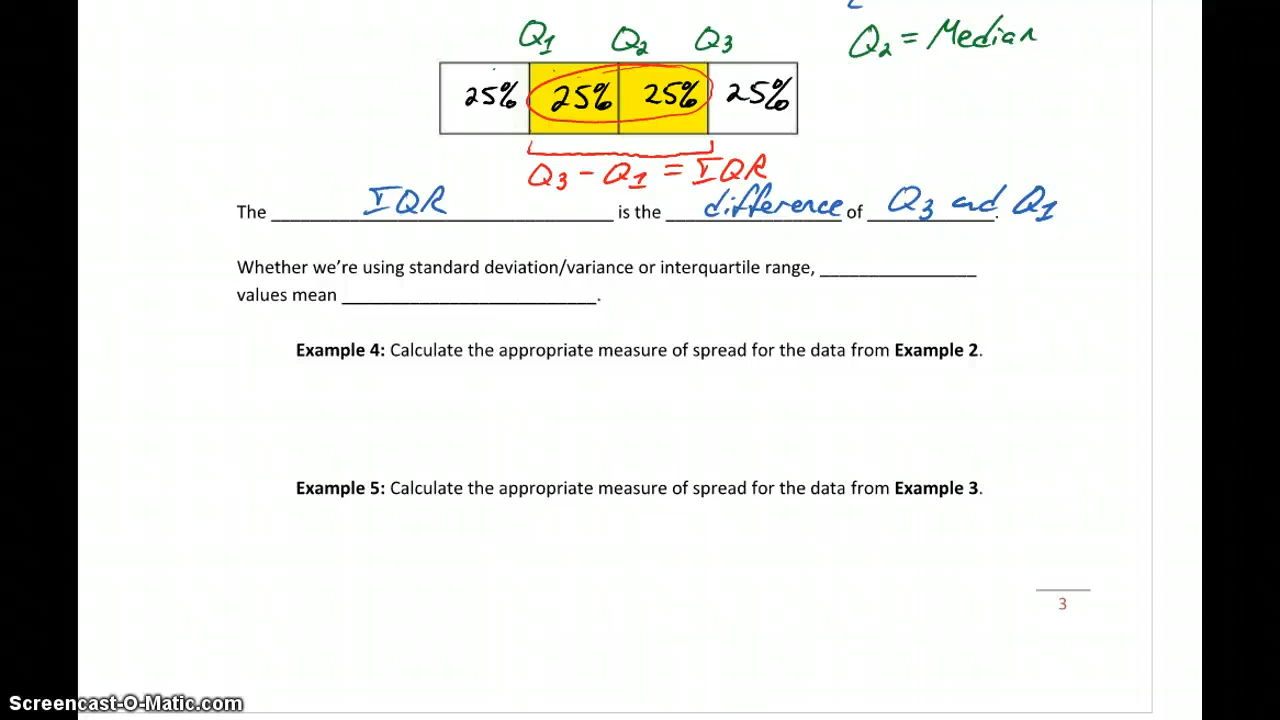 Q1 Q2 Q3 Q2 = Median
25% 25% 25% 25%
Q3 - Q1 = IQR
The IQR is the difference of Q3 and Q1.
Whether we're using standard deviation/variance or interquartile range, _______________
values mean _________________________.
Example 4: Calculate the appropriate measure of spread for the data from Example 2.
Example 5: Calculate the appropriate measure of spread for the data from Example 3.
3
Screencast-O-Matic.com